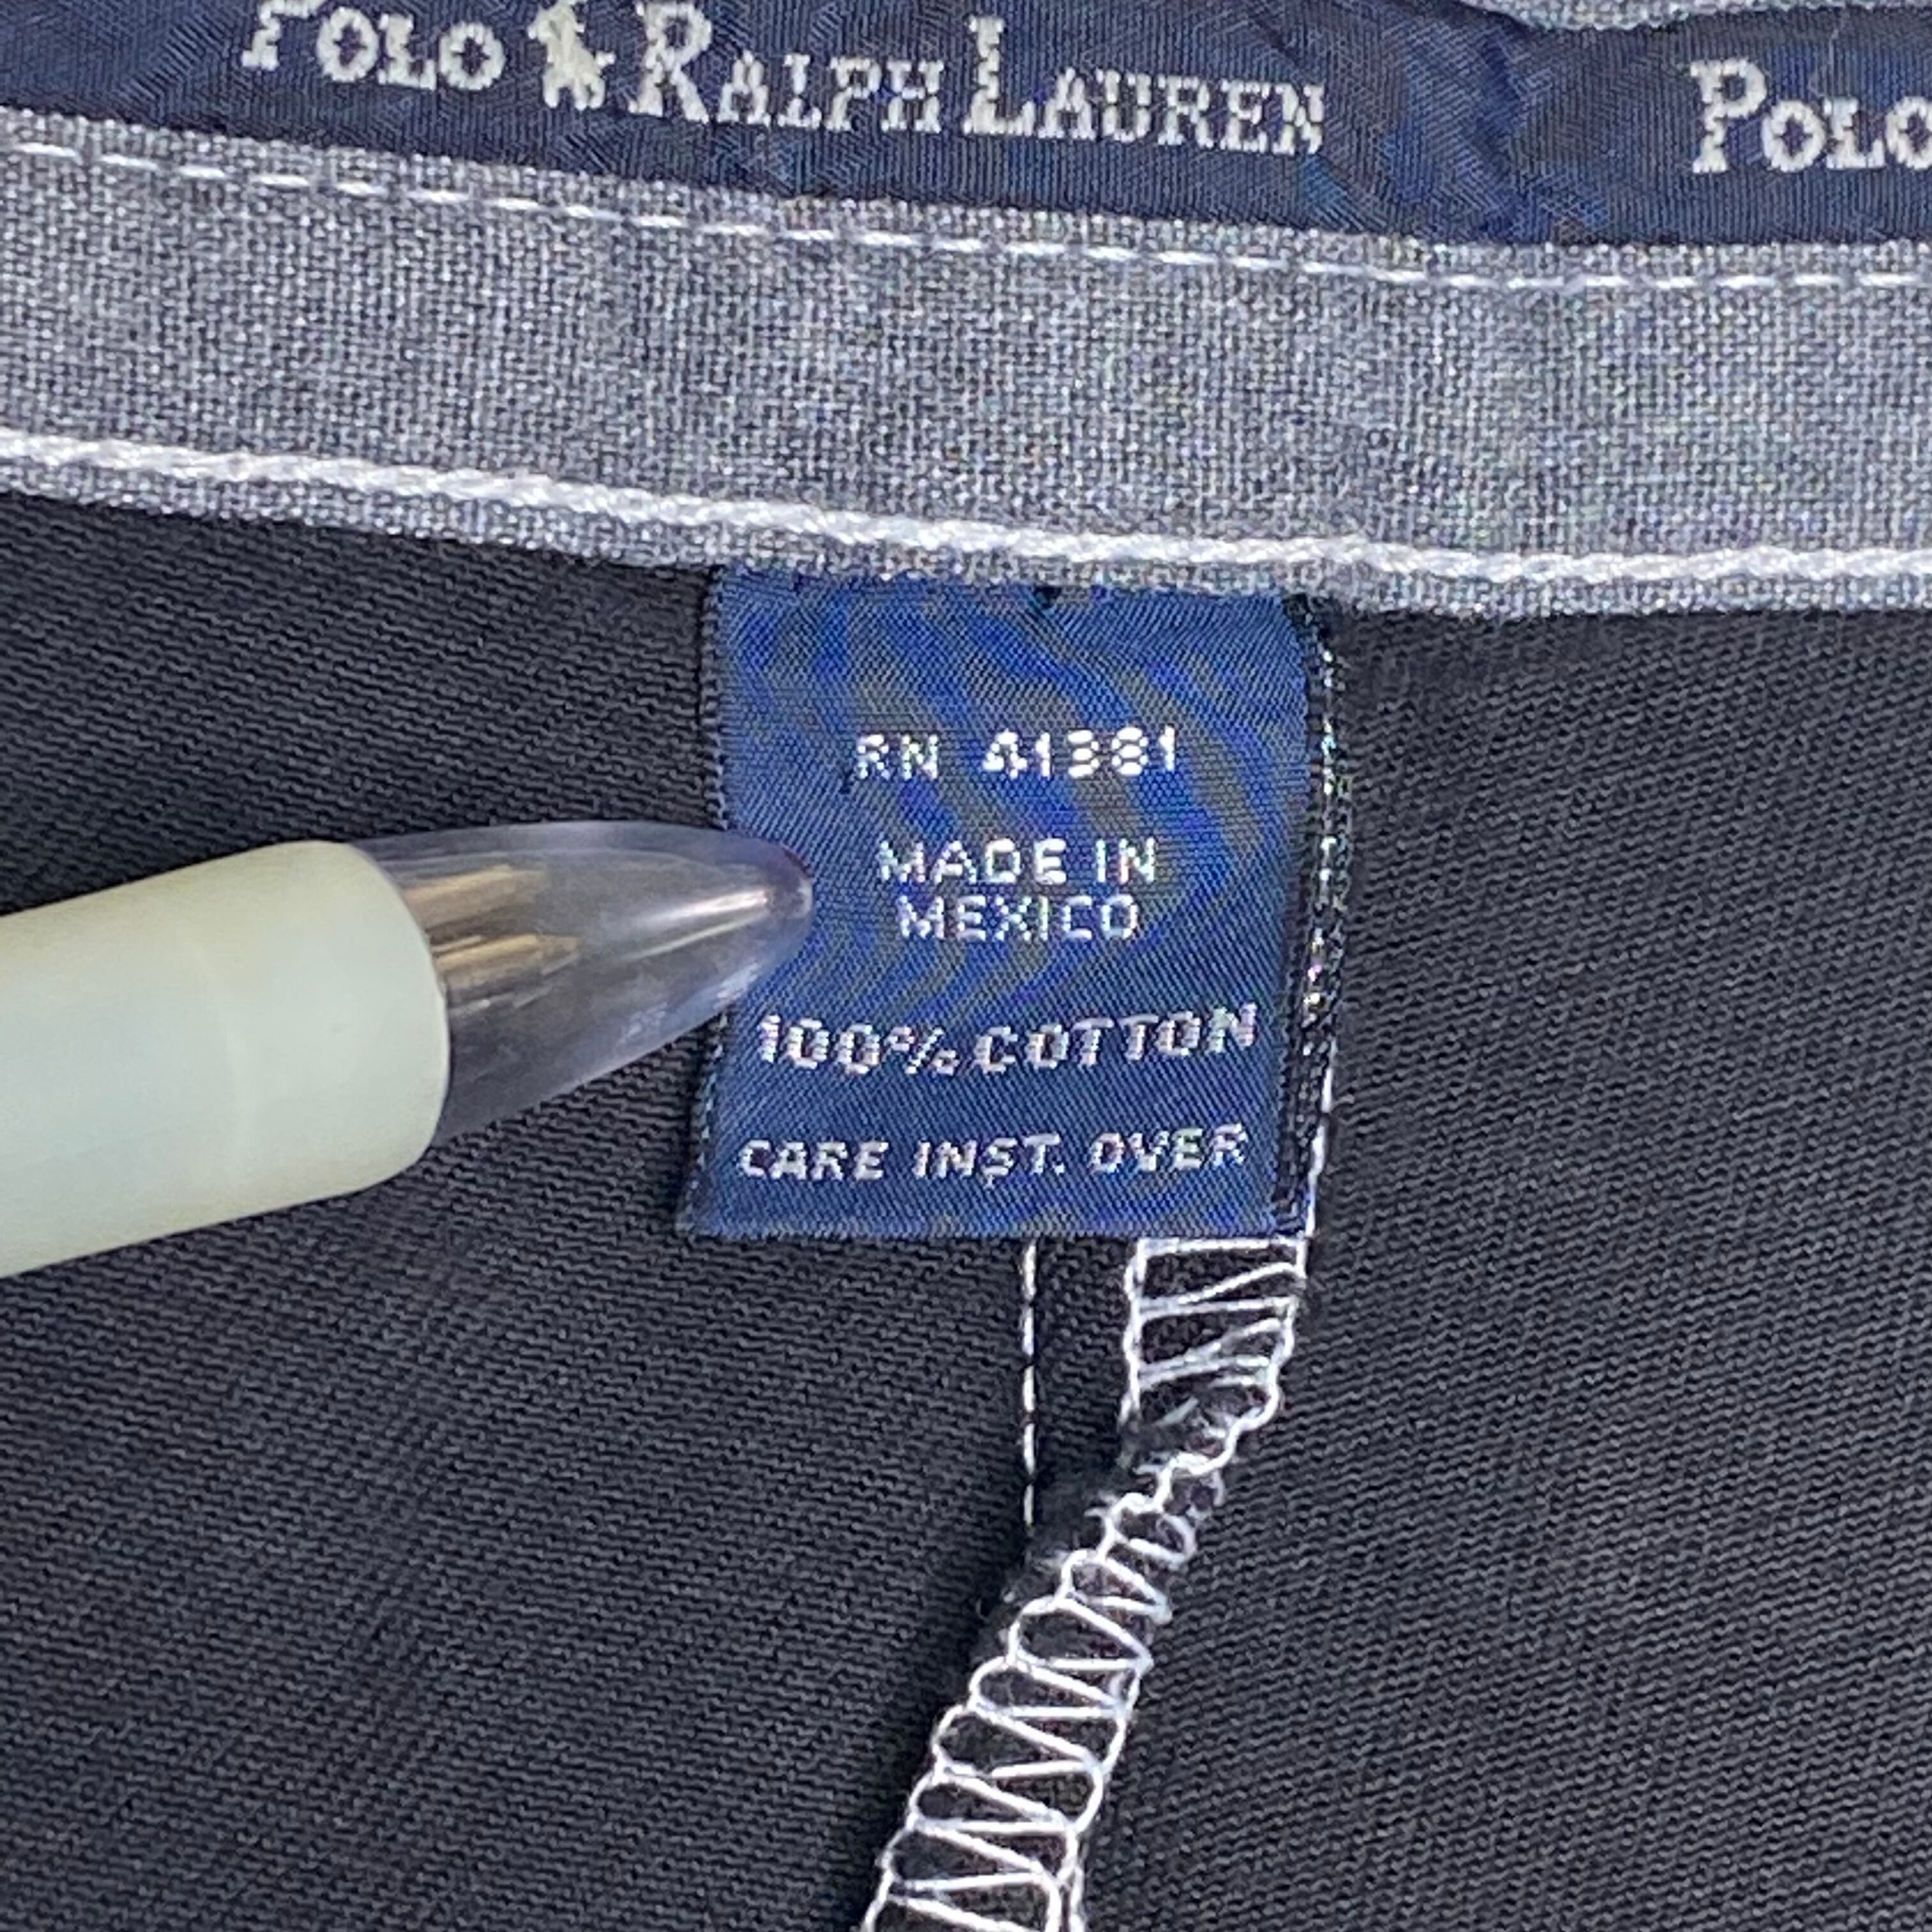 POLO RALPH LAUREN POLO
RN 41381
MADE IN
MEXICO
100% COTTON
CARE INST. OVER